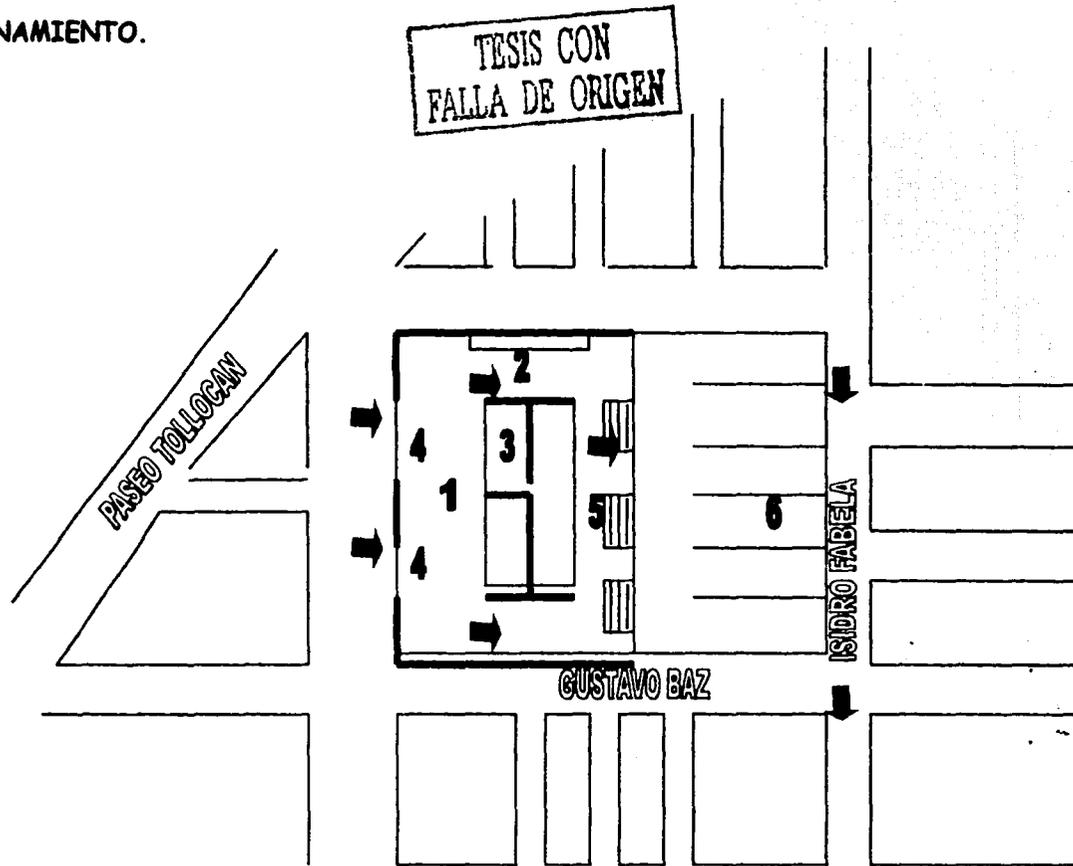 NAMIENTO.
TESIS CON
FALLA DE ORIGEN
PASEO TOLLOCAN
2
4
3
1
5
6
4
ISIDRO FABELA
GUSTAVO BAZ